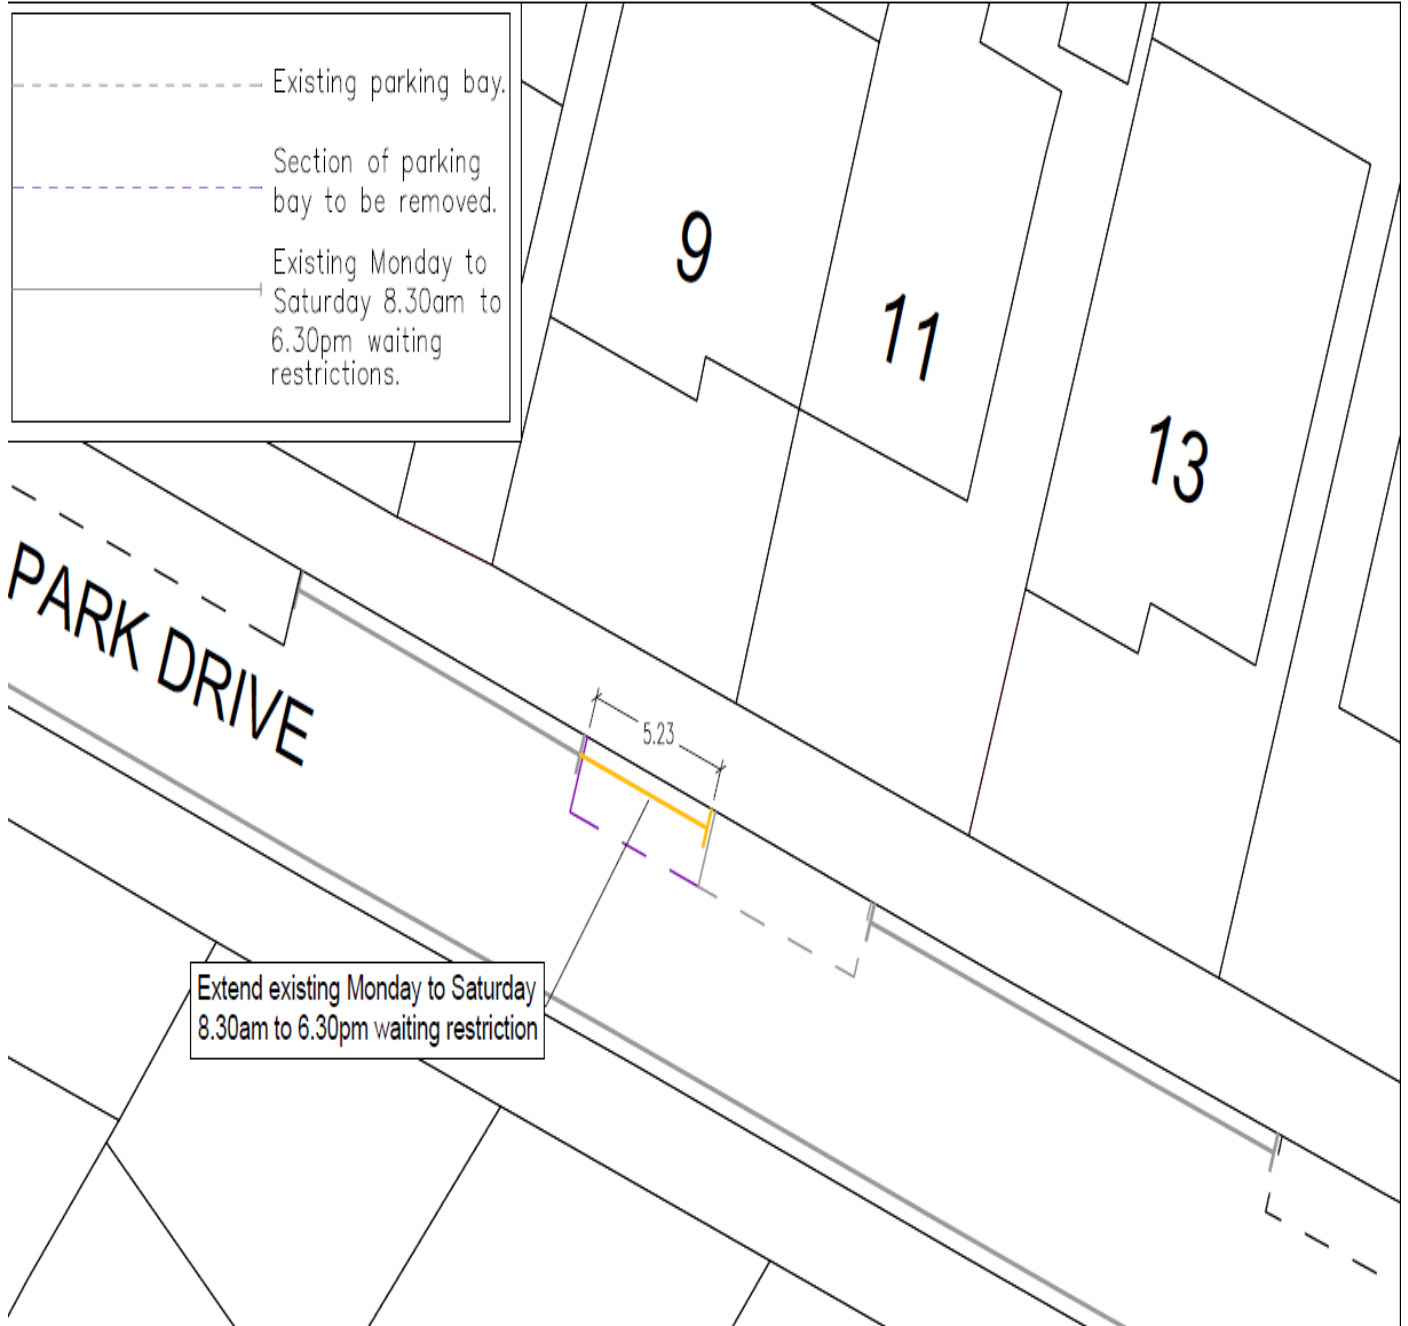 Existing parking bay.
Section of parking
bay to be removed.
Existing Monday to
Saturday 8.30am to
6.30pm waiting
restrictions.
9
11
13
PARK DRIVE
5.23
Extend existing Monday to Saturday
8.30am to 6.30pm waiting restriction